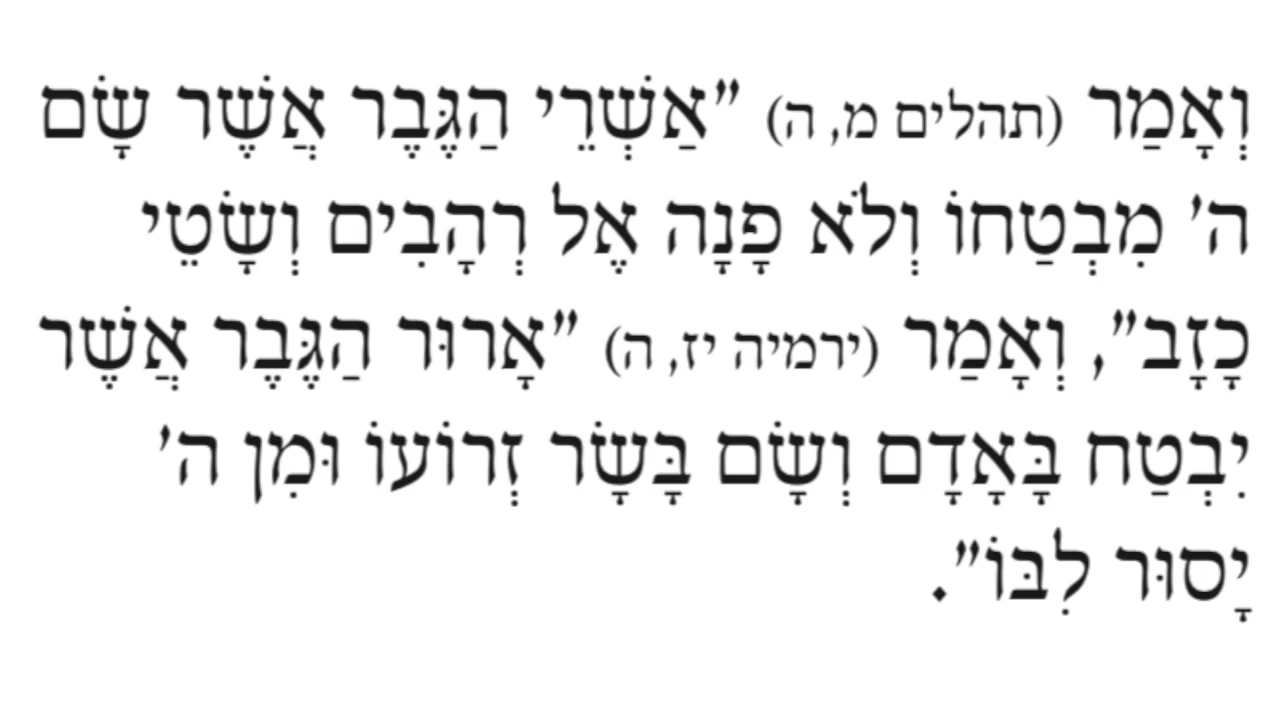 וְאָמַר (תהלים מ, ה) "אַשְׁרֵי הַגֶּבֶר אֲשֶׁר שָׂם
ה' מִבְטַחוֹ וְלֹא פָנָה אֶל רְהָבִים וְשָׂטֵי
כָזָב", וְאָמַר (ירמיה יז, ה) "אָרוּר הַגֶּבֶר אֲשֶׁר
יִבְטַח בָּאָדָם וְשָׂם בָּשָׂר זְרוֹעוֹ וּמִן ה'
יָסוּר לִבּוֹ".